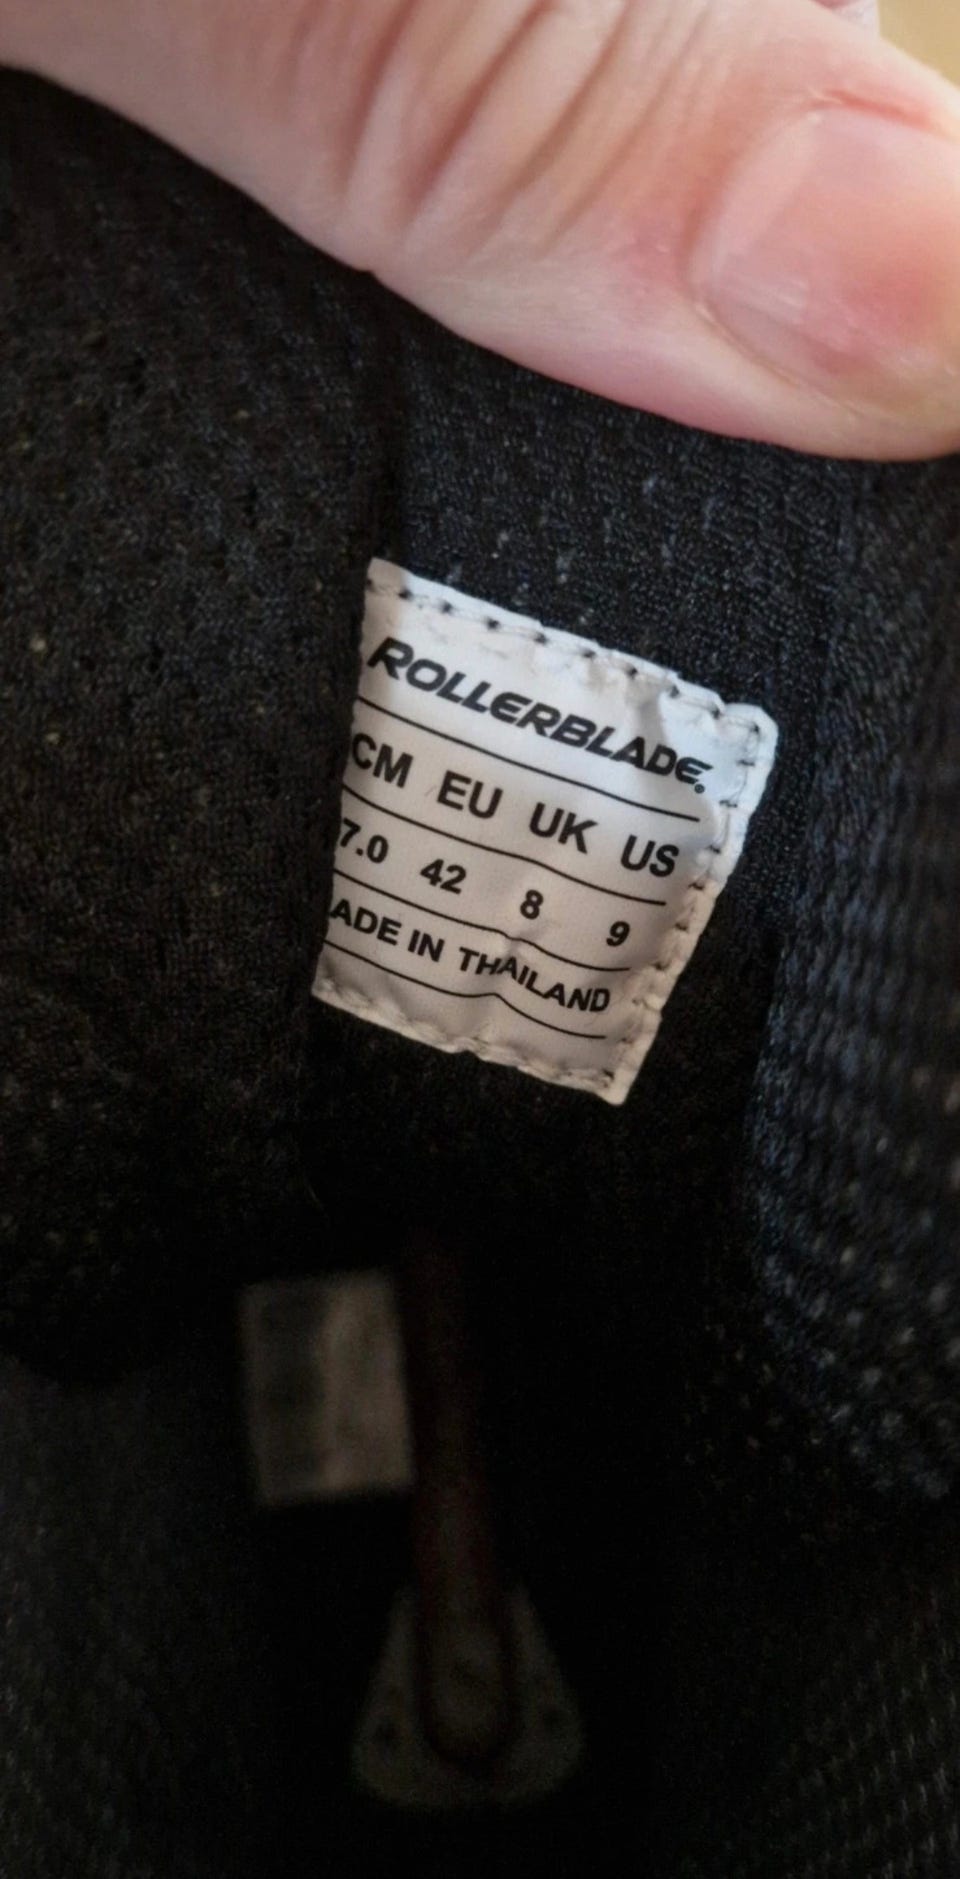 ROLLERBLADE®
CM EU UK US
7.0 42 8 9
ADE IN THAILAND